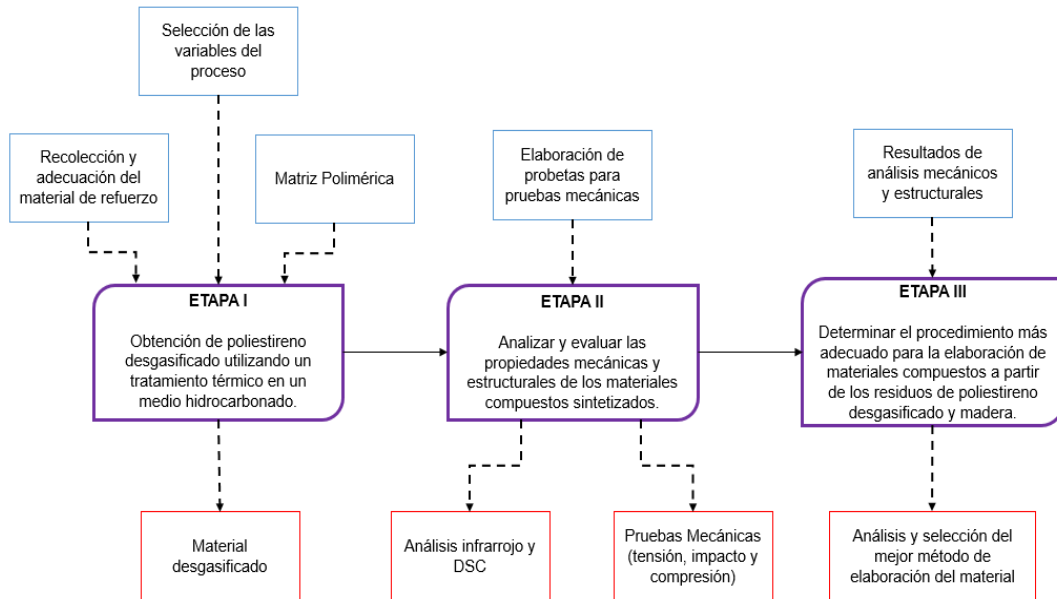 Selección de las
variables del
proceso
Recolección y
adecuación del
material de refuerzo
Matriz Polimérica
Elaboración de
probetas para
pruebas mecánicas
Resultados de
análisis mecánicos
y estructurales
ETAPA I
Obtención de poliestireno
desgasificado utilizando un
tratamiento térmico en un
medio hidrocarbonado.
ETAPA II
Analizar y evaluar las
propiedades mecánicas y
estructurales de los materiales
compuestos sintetizados.
ETAPA III
Determinar el procedimiento más
adecuado para la elaboración de
materiales compuestos a partir
de los residuos de poliestireno
desgasificado y madera.
Material
desgasificado
Análisis infrarrojo y
DSC
Pruebas Mecánicas
(tensión, impacto y
compresión)
Análisis y selección del
mejor método de
elaboración del material